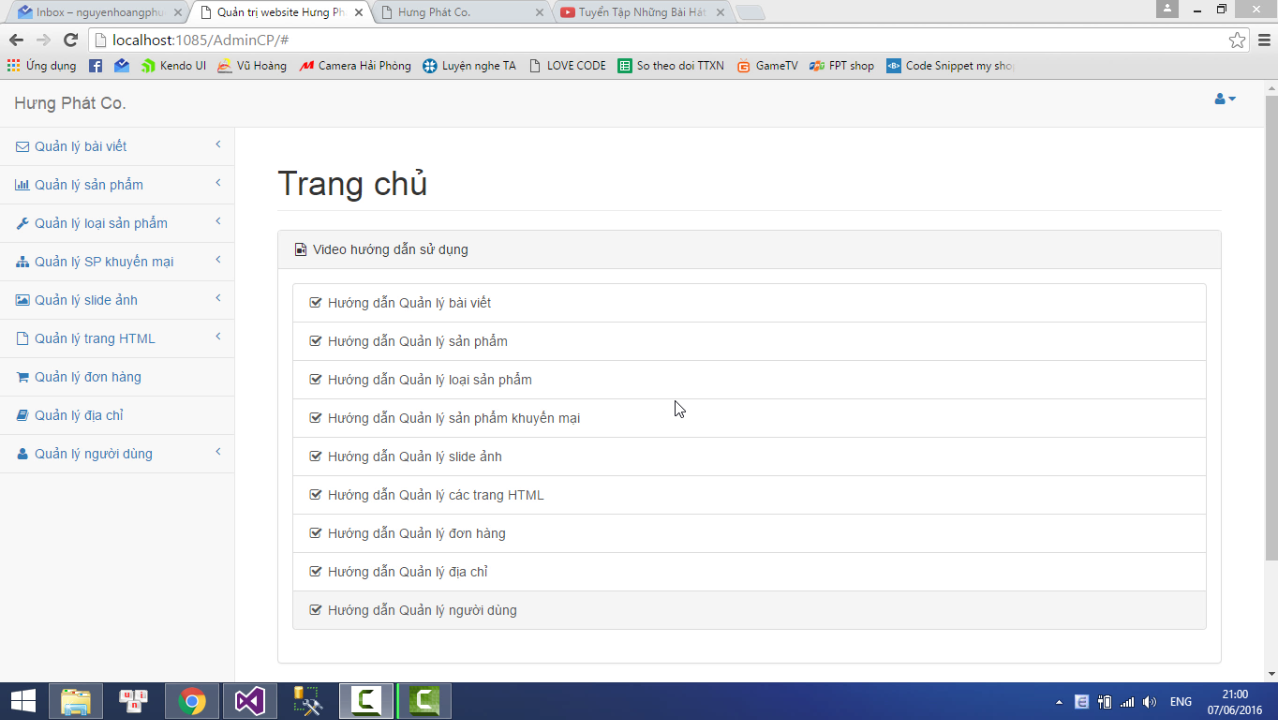 Inbox – nguyenhoangphu
Quản trị website Hưng Ph
Hưng Phát Co.
Tuyển Tập Những Bài Hát
localhost:1085/AdminCP/#
Ứng dụng
Kendo UI
Vũ Hoàng
Camera Hải Phòng
Luyện nghe TA
LOVE CODE
So theo doi TTXN
GameTV
FPT shop
Code Snippet my shop
Hưng Phát Co.
Quản lý bài viết
Quản lý sản phẩm
Quản lý loại sản phẩm
Quản lý SP khuyến mại
Quản lý slide ảnh
Quản lý trang HTML
Quản lý đơn hàng
Quản lý địa chỉ
Quản lý người dùng
Trang chủ
Video hướng dẫn sử dụng
Hướng dẫn Quản lý bài viết
Hướng dẫn Quản lý sản phẩm
Hướng dẫn Quản lý loại sản phẩm
Hướng dẫn Quản lý sản phẩm khuyến mại
Hướng dẫn Quản lý slide ảnh
Hướng dẫn Quản lý các trang HTML
Hướng dẫn Quản lý đơn hàng
Hướng dẫn Quản lý địa chỉ
Hướng dẫn Quản lý người dùng
ENG
21:00
07/06/2016